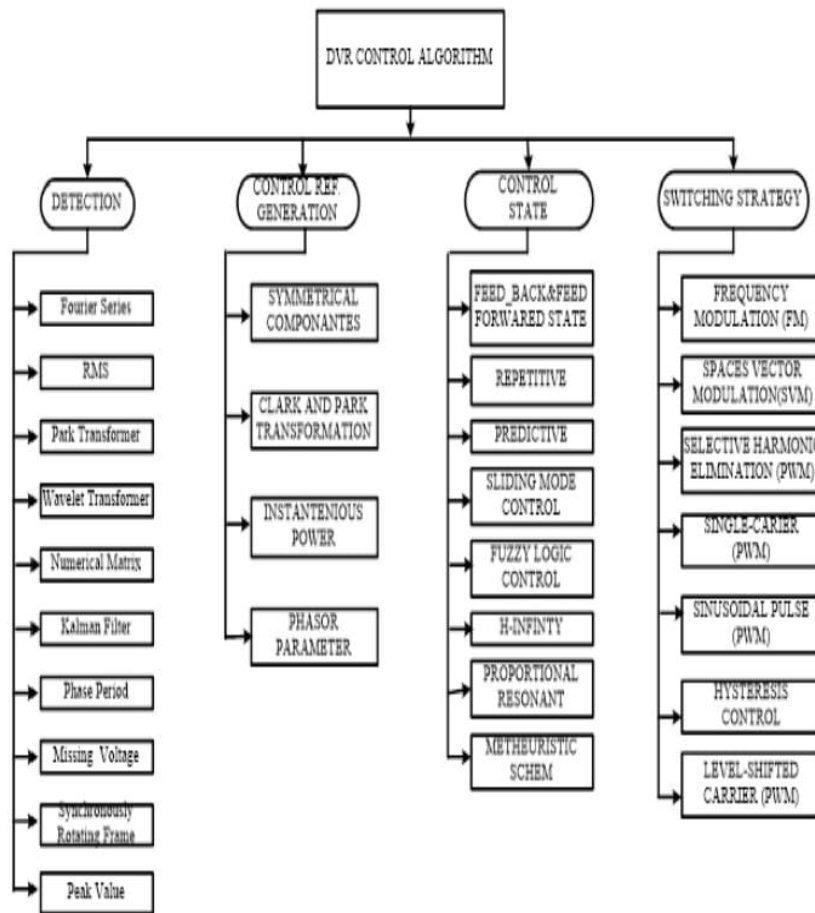 DVR CONTROL ALGORITHM
DETECTION
Fourier Series
RMS
Park Transformer
Wavelet Transformer
Numerical Matrix
Kalman Filter
Phase Period
Missing Voltage
Synchronously
Rotating Frame
Peak Value
CONTROL REF.
GENERATION
SYMMETRICAL
COMPONANTES
CLARK AND PARK
TRANSFORMATION
INSTANTENIOUS
POWER
PHASOR
PARAMETER
CONTROL
STATE
FEED_BACK&FEED
FORWARED STATE
REPETITIVE
PREDICTIVE
SLIDING MODE
CONTROL
FUZZY LOGIC
CONTROL
H-INFINTY
PROPORTIONAL
RESONANT
METHEURISTIC
SCHEM
SWITCHING STRATEGY
FREQUENCY
MODULATION (FM)
SPACES VECTOR
MODULATION(SVM)
SELECTIVE HARMONIC
ELIMINATION (PWM)
SINGLE-CARIER
(PWM)
SINUSOIDAL PULSE
(PWM)
HYSTERESIS
CONTROL
LEVEL-SHIFTED
CARRIER (PWM)